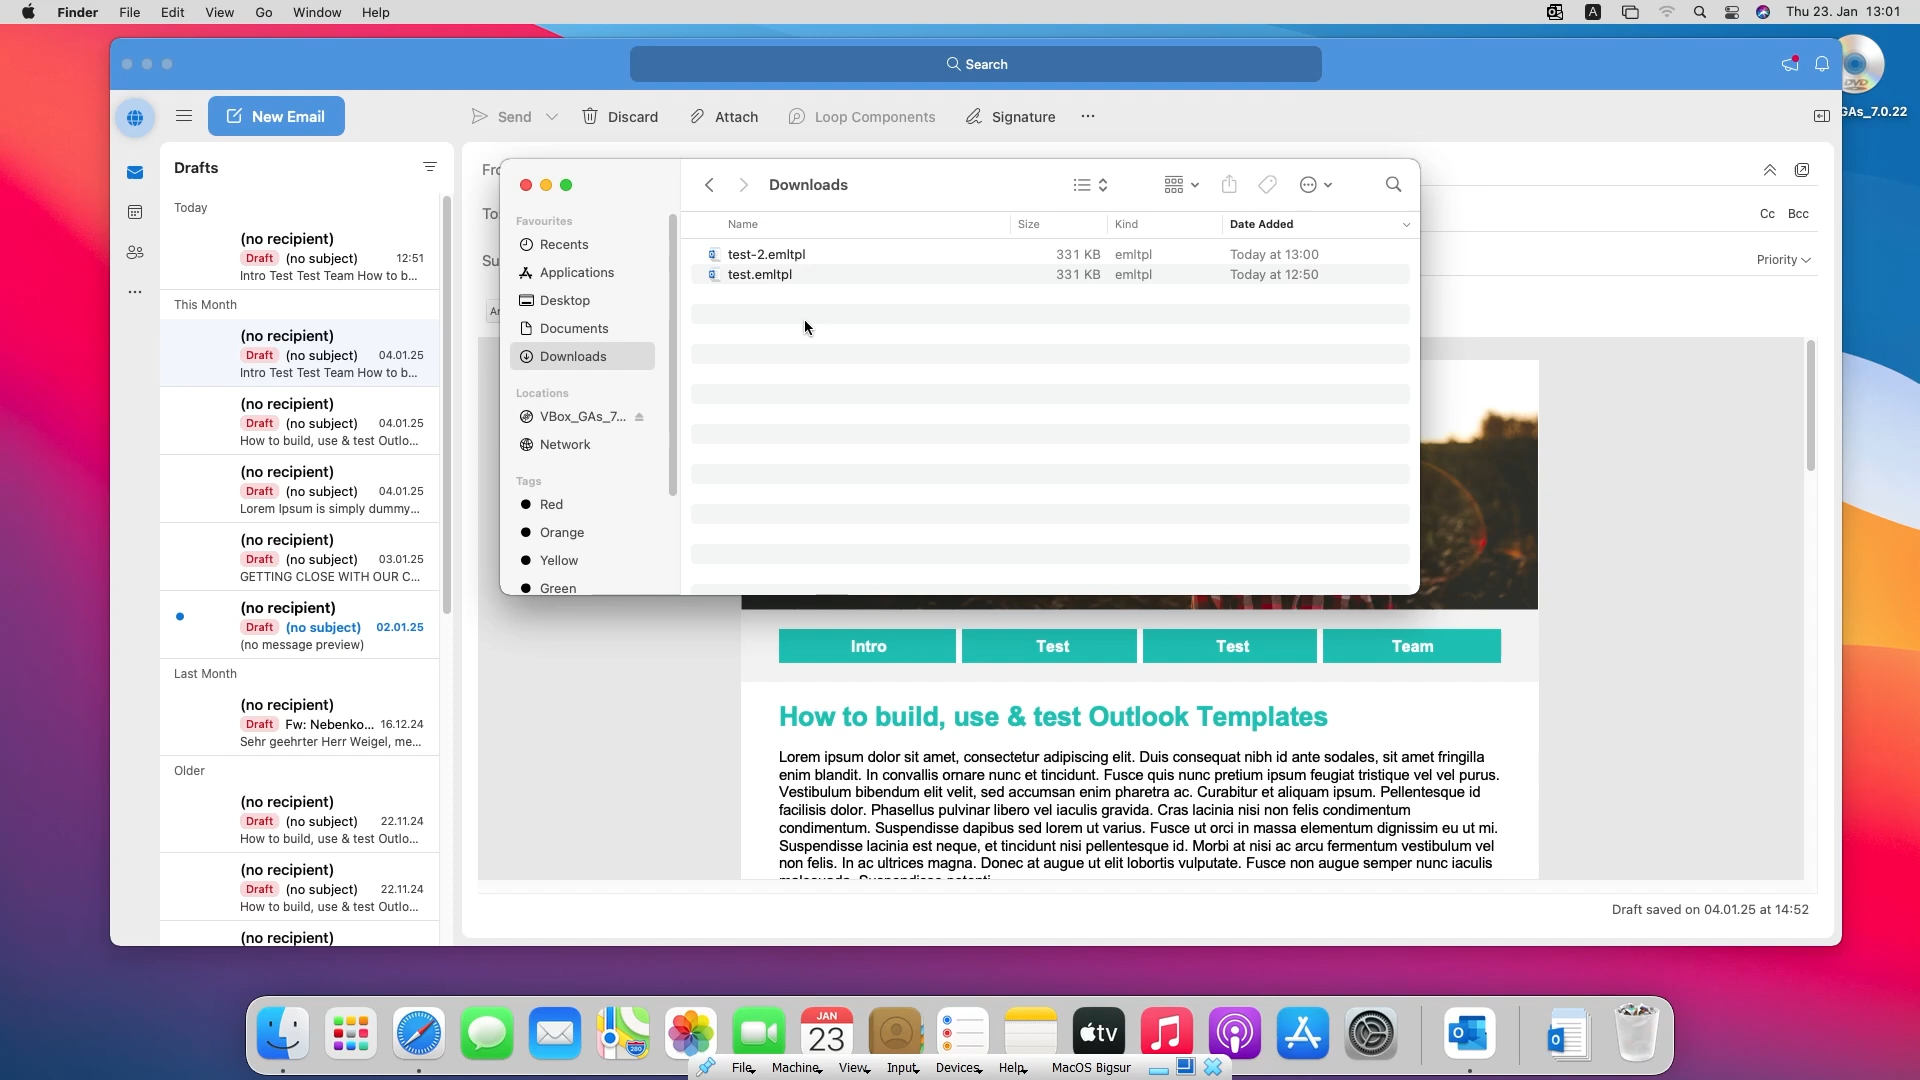 Finder File Edit View Go Window Help
A
Thu 23. Jan 13:01
Search
DVD
GAs_7.0.22
New Email
Send
Discard
Attach
Loop Components
Signature
Drafts
Today
(no recipient)
Draft (no subject) 12:51
Intro Test Test Team How to b...
This Month
(no recipient)
Draft (no subject) 04.01.25
Intro Test Test Team How to b...
(no recipient)
Draft (no subject) 04.01.25
How to build, use & test Outlo...
(no recipient)
Draft (no subject) 04.01.25
Lorem Ipsum is simply dummy...
(no recipient)
Draft (no subject) 03.01.25
GETTING CLOSE WITH OUR C...
(no recipient)
Draft (no subject) 02.01.25
(no message preview)
Last Month
(no recipient)
Draft Fw: Nebenko... 16.12.24
Sehr geehrter Herr Weigel, me...
Older
(no recipient)
Draft (no subject) 22.11.24
How to build, use & test Outlo...
(no recipient)
Draft (no subject) 22.11.24
How to build, use & test Outlo...
(no recipient)
Cc Bcc
Priority
Downloads
Favourites
Recents
Applications
Desktop
Documents
Downloads
Locations
VBox_GAs_7...
Network
Tags
Red
Orange
Yellow
Green
Name Size Kind Date Added
test-2.emltpl 331 KB emltpl Today at 13:00
test.emltpl 331 KB emltpl Today at 12:50
Intro Test Test Team
How to build, use & test Outlook Templates
Lorem ipsum dolor sit amet, consectetur adipiscing elit. Duis consequat nibh id ante sodales, sit amet fringilla
enim blandit. In convallis ornare nunc et tincidunt. Fusce quis nunc pretium ipsum feugiat tristique vel vel purus.
Vestibulum bibendum elit velit, sed accumsan enim pharetra ac. Curabitur et aliquam ipsum. Pellentesque id
facilisis dolor. Phasellus pulvinar libero vel iaculis gravida. Cras lacinia nisi non felis condimentum
condimentum. Suspendisse dapibus sed lorem ut varius. Fusce ut orci in massa elementum dignissim eu ut mi.
Suspendisse lacinia est neque, et tincidunt nisi pellentesque id. Morbi at nisi ac arcu fermentum vestibulum vel
non felis. In ac ultrices magna. Donec at augue ut elit lobortis vulputate. Fusce non augue semper nunc iaculis
Draft saved on 04.01.25 at 14:52
JAN
23
280
tv
File Machine View Input Devices Help MacOS Bigsur